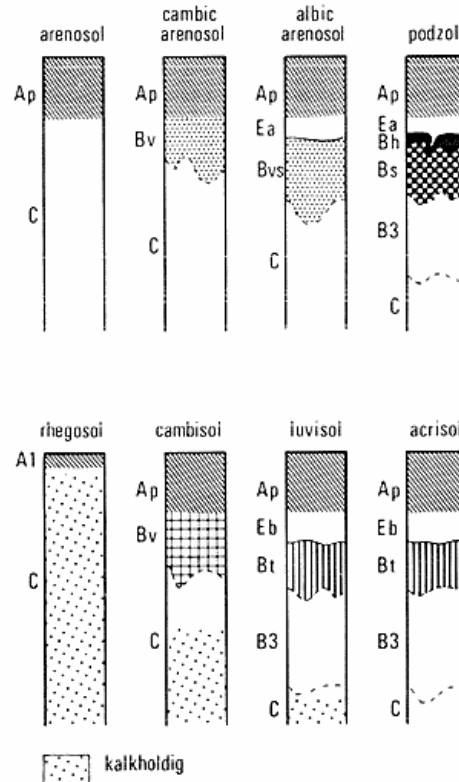 arenosol
Ap
C
cambic
arenosol
Ap
Bv
C
albic
arenosol
Ap
Ea
Bvs
C
podzol
Ap
Ea
Bh
Bs
B3
C
rhegosol
A1
C
cambisol
Ap
Bv
C
luvisol
Ap
Eb
Bt
B3
C
acrisol
Ap
Eb
Bt
B3
C
kalkholdig